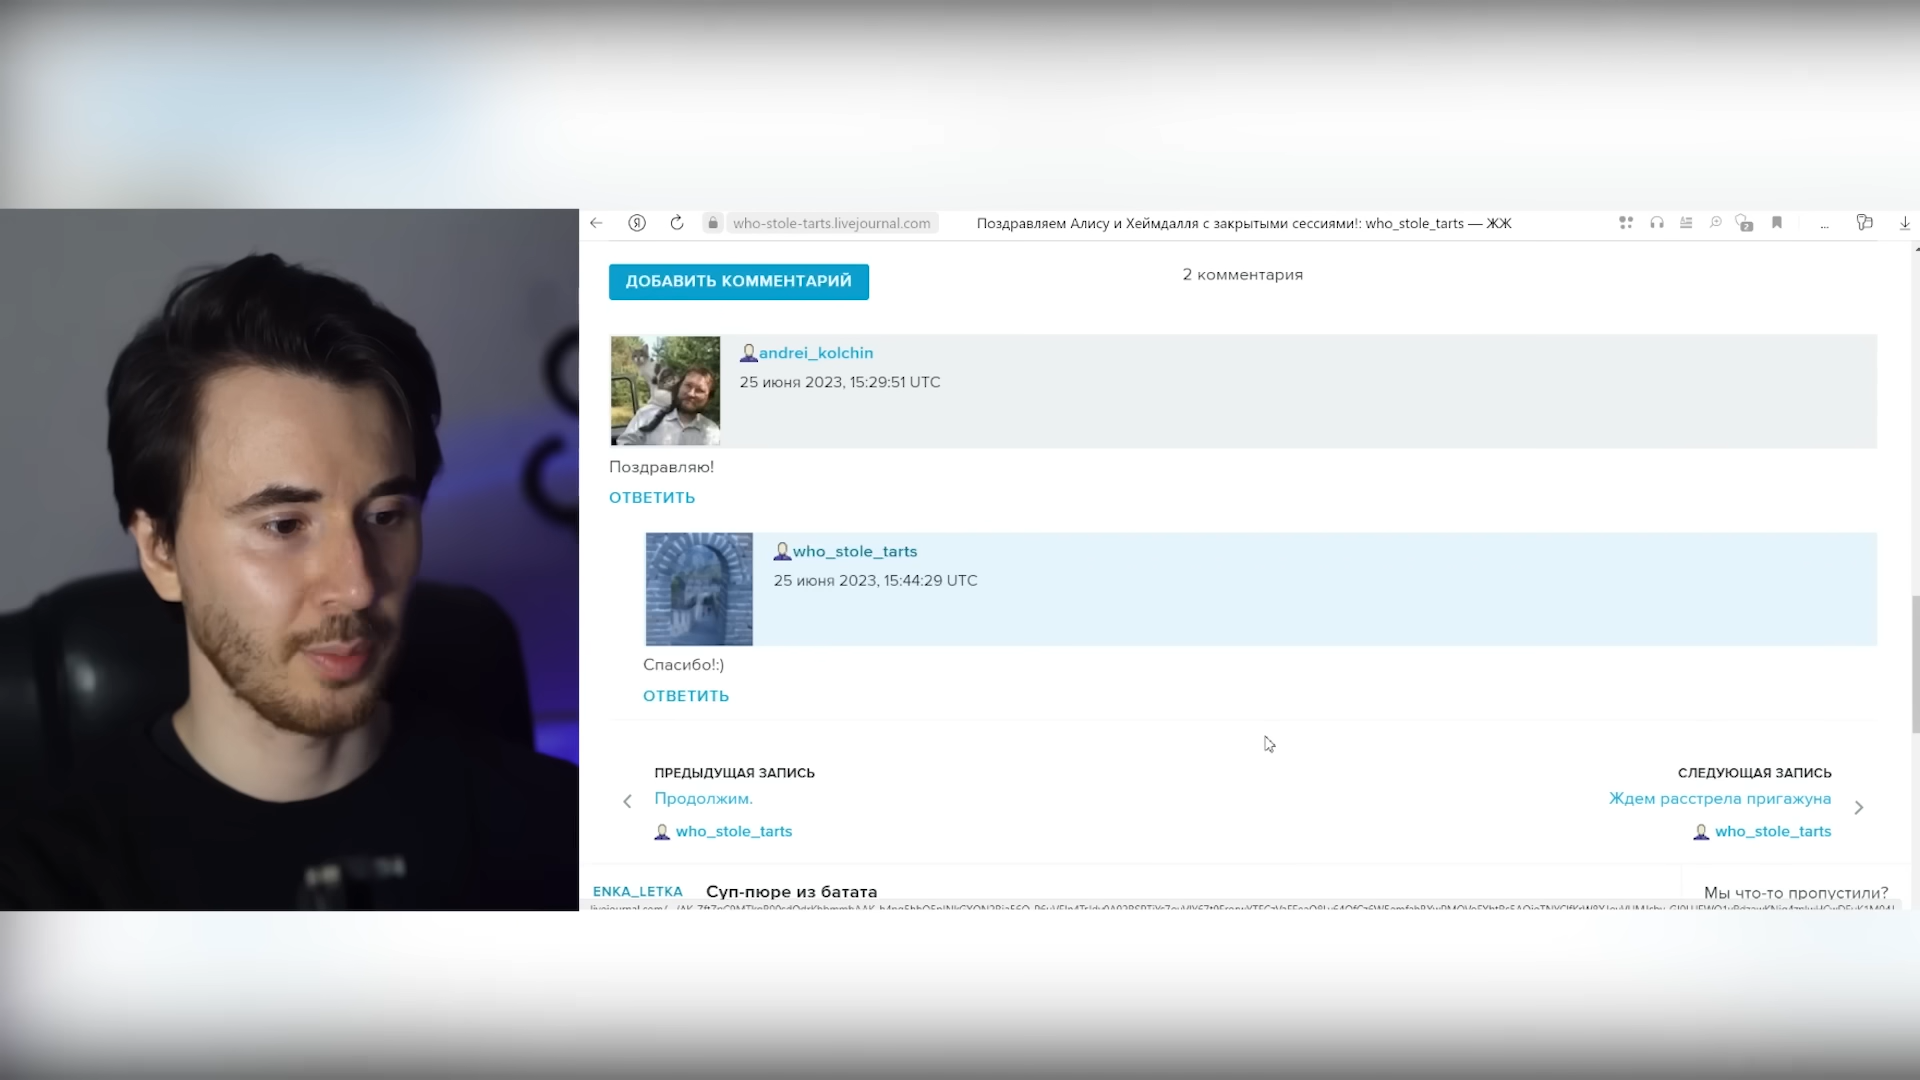 who-stole-tarts.livejournal.com
Поздравляем Алису и Хеймдалля с закрытыми сессиями!: who_stole_tarts — ЖЖ
ДОБАВИТЬ КОММЕНТАРИЙ
2 комментария
andrei_kolchin
25 июня 2023, 15:29:51 UTC
Поздравляю!
ОТВЕТИТЬ
who_stole_tarts
25 июня 2023, 15:44:29 UTC
Спасибо!:)
ОТВЕТИТЬ
ПРЕДЫДУЩАЯ ЗАПИСЬ
Продолжим.
who_stole_tarts
СЛЕДУЮЩАЯ ЗАПИСЬ
Ждем расстрела пригажуна
who_stole_tarts
ENKA_LETKA Суп-пюре из батата
Мы что-то пропустили?